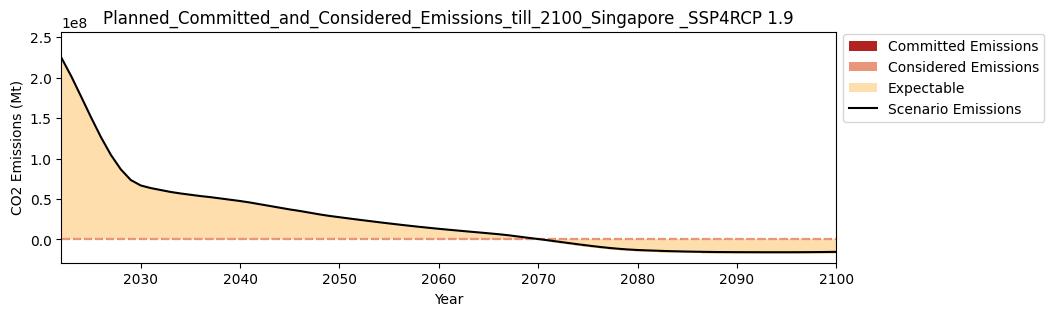 Planned_Committed_and_Considered_Emissions_till_2100_Singapore _SSP4RCP 1.9
1e8
2.5
2.0
1.5
1.0
0.5
0.0
CO2 Emissions (Mt)
2030 2040 2050 2060 2070 2080 2090 2100
Year
Committed Emissions
Considered Emissions
Expectable
Scenario Emissions